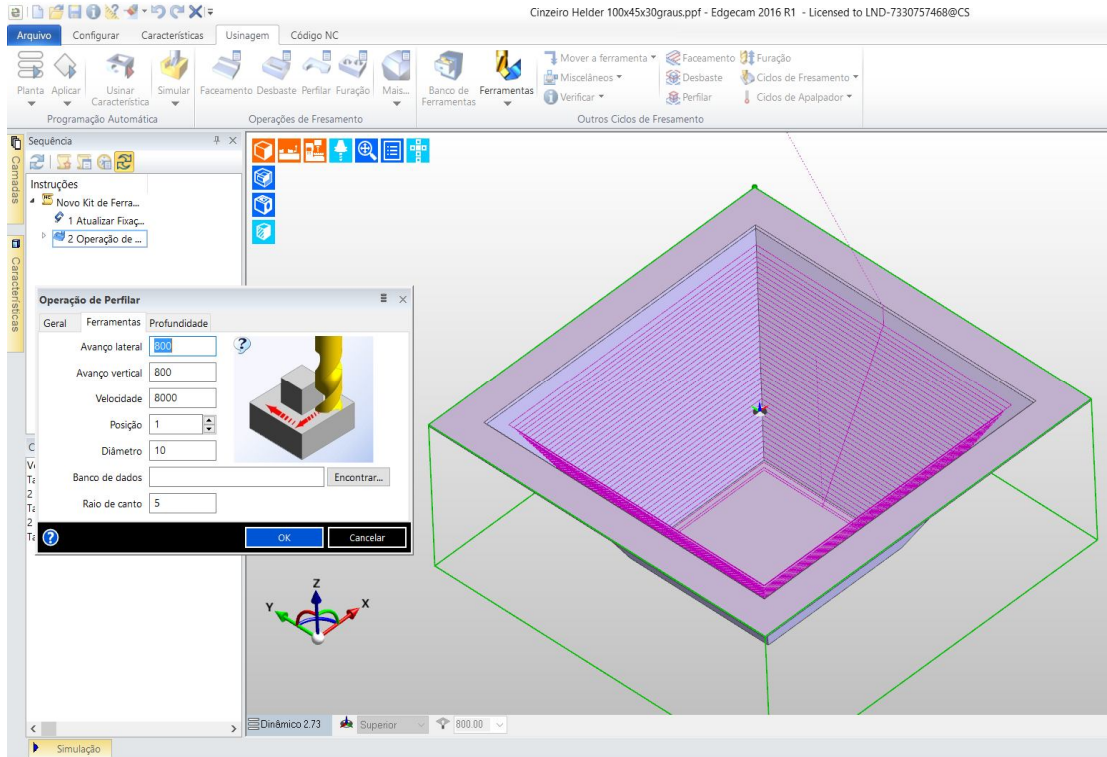 Cinzeiro Helder 100x45x30graus.ppf - Edgecam 2016 R1 - Licensed to LND-7330757468@CS
Arquivo Configurar Características Usinagem Código NC
Planta Aplicar Usinar Característica Simular
Programação Automática
Faceamento Desbaste Perfilar Furação Mais...
Operações de Fresamento
Banco de Ferramentas Ferramentas
Mover a ferramenta Faceamento Furação
Misceláneos Desbaste Ciclos de Fresamento
Verificar Perfilar Ciclos de Apalpador
Outros Ciclos de Fresamento
Camadas
Características
Sequência
Instruções
Novo Kit de Ferra...
1 Atualizar Fixaç...
2 Operação de ...
Operação de Perfilar
Geral Ferramentas Profundidade
Avanço lateral 800
Avanço vertical 800
Velocidade 8000
Posição 1
Diâmetro 10
Banco de dados Encontrar...
Raio de canto 5
OK Cancelar
C
Ta
2
Ta
2
Ta
Z
Y X
Dinâmico 2.73 Superior 800.00
Simulação